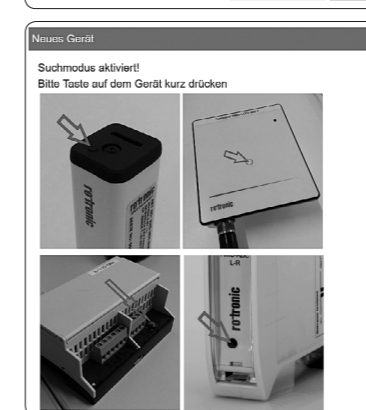 Neues Gerät
Suchmodus aktiviert!
Bitte Taste auf dem Gerät kurz drücken
rotronic
rotronic
L-R
rotronic